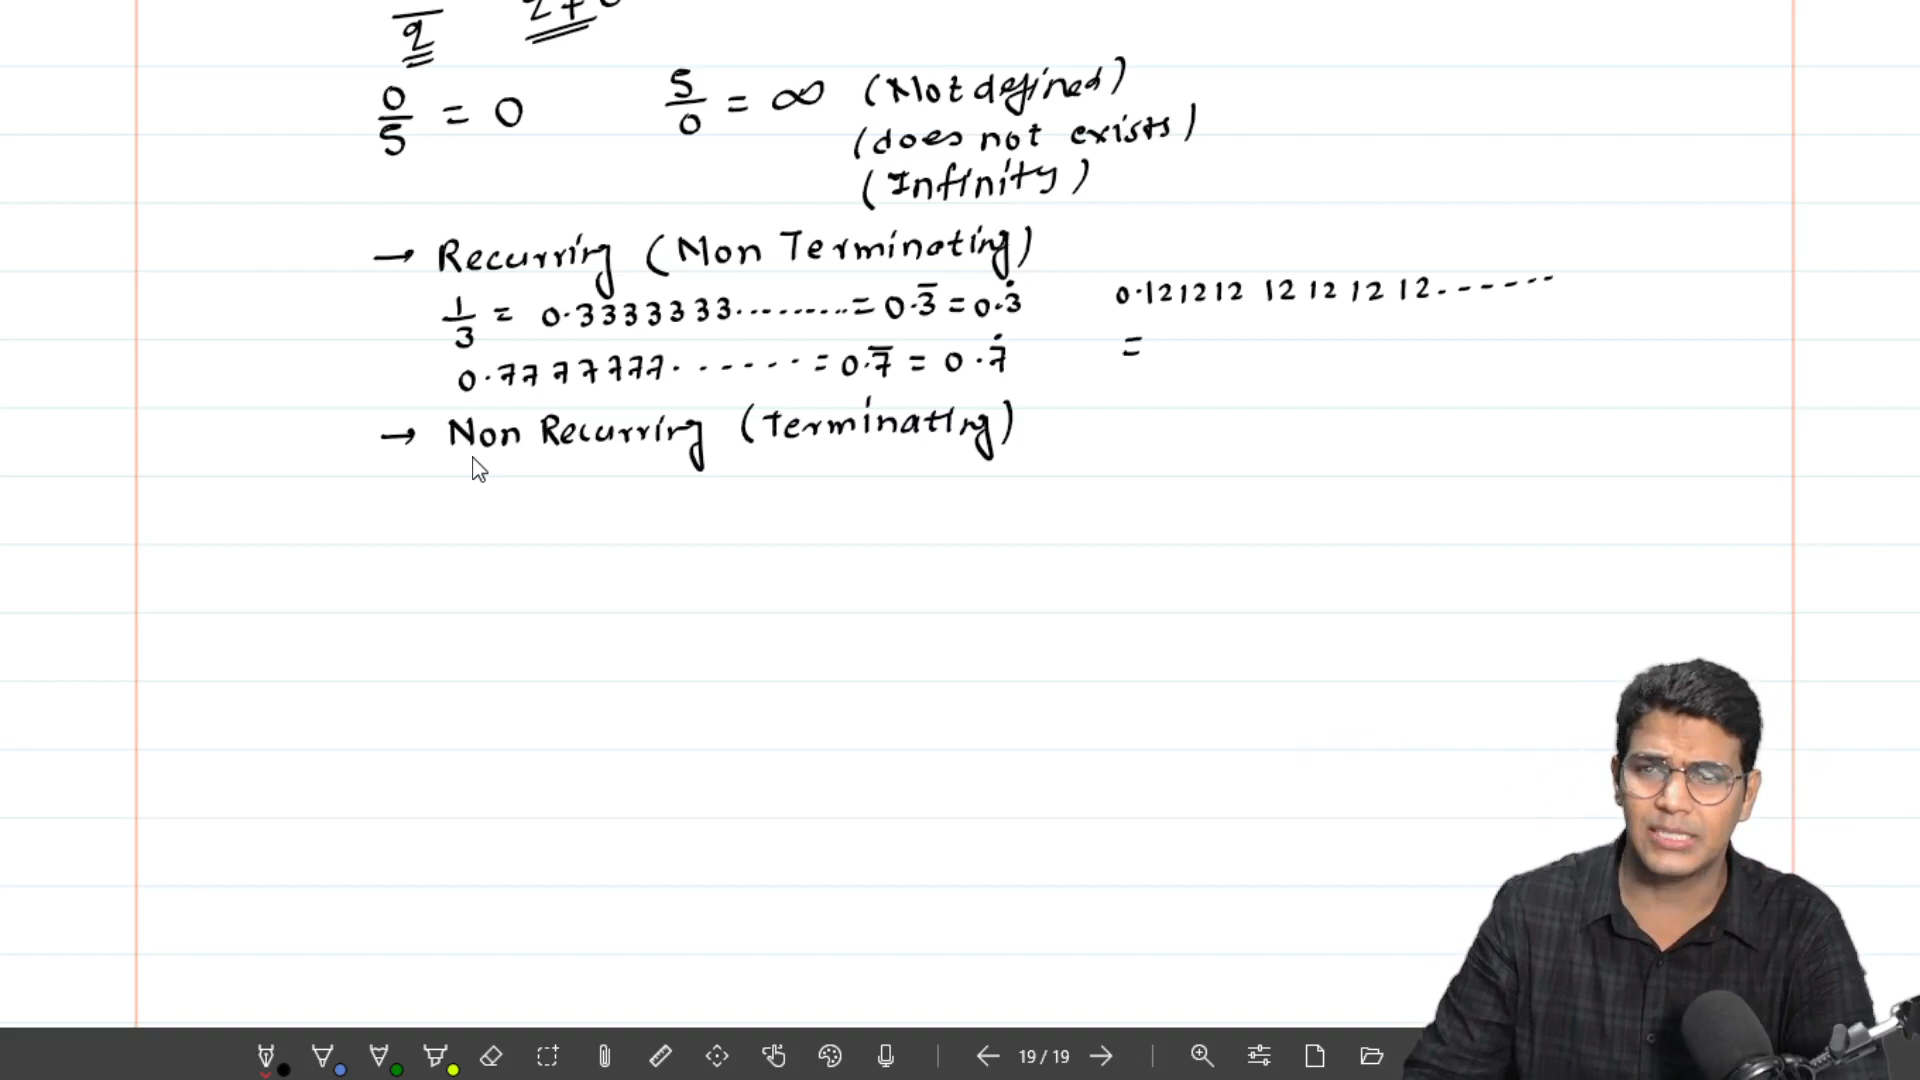 q
0/5 = 0
5/0 = ∞ (Not defined)
(does not exists)
(Infinity)
→ Recurring (Non Terminating)
1/3 = 0.3333333......... = 0.3̅ = 0.3̇
0.7777777....... = 0.7̅ = 0.7̇
0.121212 12 12 12 12.------
=
→ Non Recurring (Terminating)
19 / 19